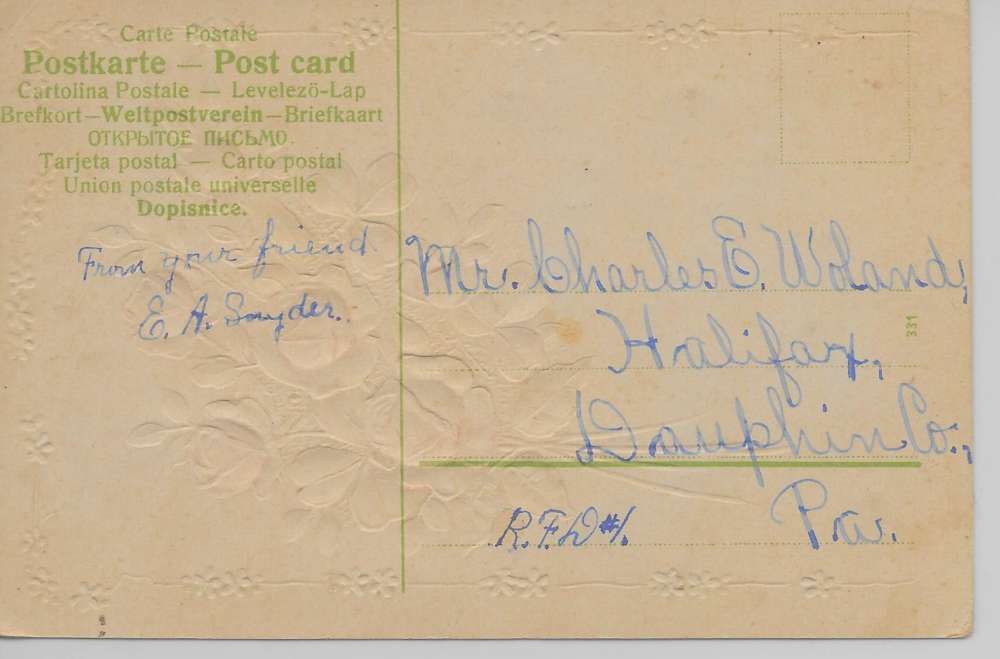 Carte Postale
Postkarte — Post card
Cartolina Postale — Levelezö-Lap
Brefkort — Weltpostverein — Briefkaart
ОТКРЫТОЕ ПИСЬМО
Tarjeta postal — Carto postal
Union postale universelle
Dopisnice.
From your friend
E. A. Snyder.
Mr. Charles E. Woland,
Halifax,
331
Dauphin Co.,
Pa.
R.F.D #1.